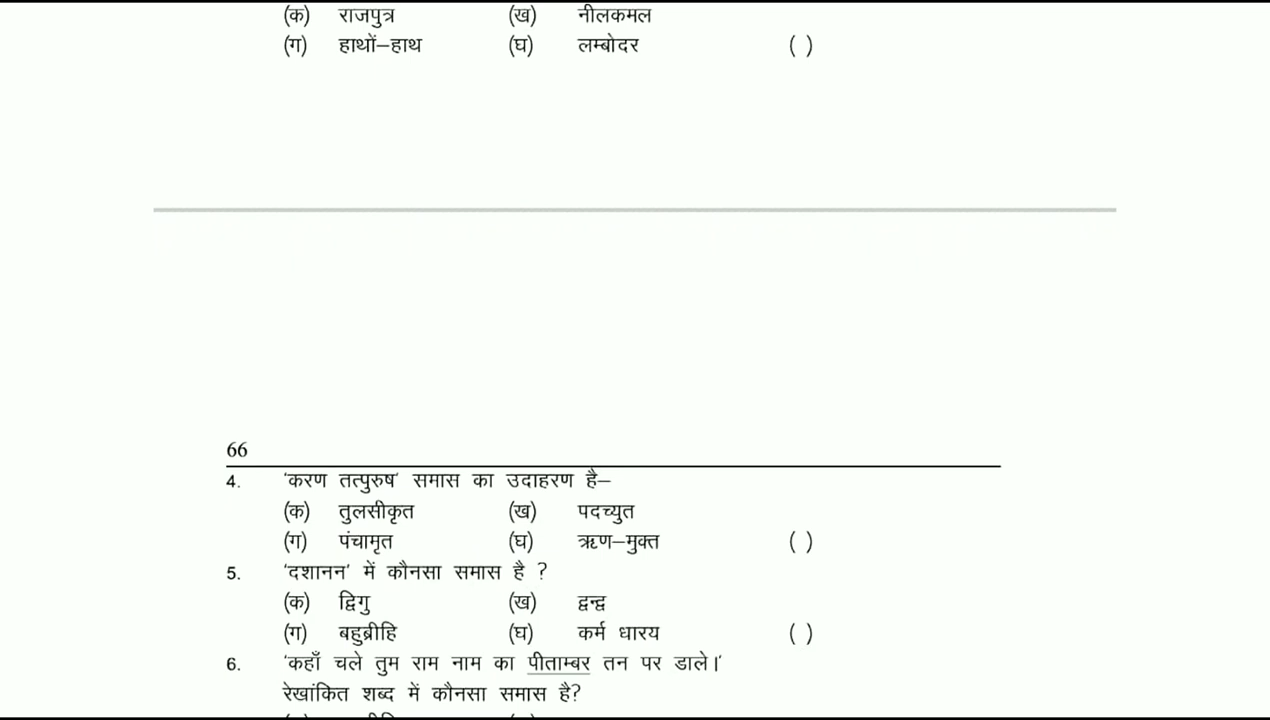 (क) राजपुत्र (ख) नीलकमल
(ग) हाथों–हाथ (घ) लम्बोदर ( )
66
4. 'करण तत्पुरुष' समास का उदाहरण है–
(क) तुलसीकृत (ख) पदच्युत
(ग) पंचामृत (घ) ऋण–मुक्त ( )
5. 'दशानन' में कौनसा समास है ?
(क) द्विगु (ख) द्वन्द्व
(ग) बहुब्रीहि (घ) कर्म धारय ( )
6. 'कहाँ चले तुम राम नाम का पीताम्बर तन पर डाले।'
रेखांकित शब्द में कौनसा समास है?